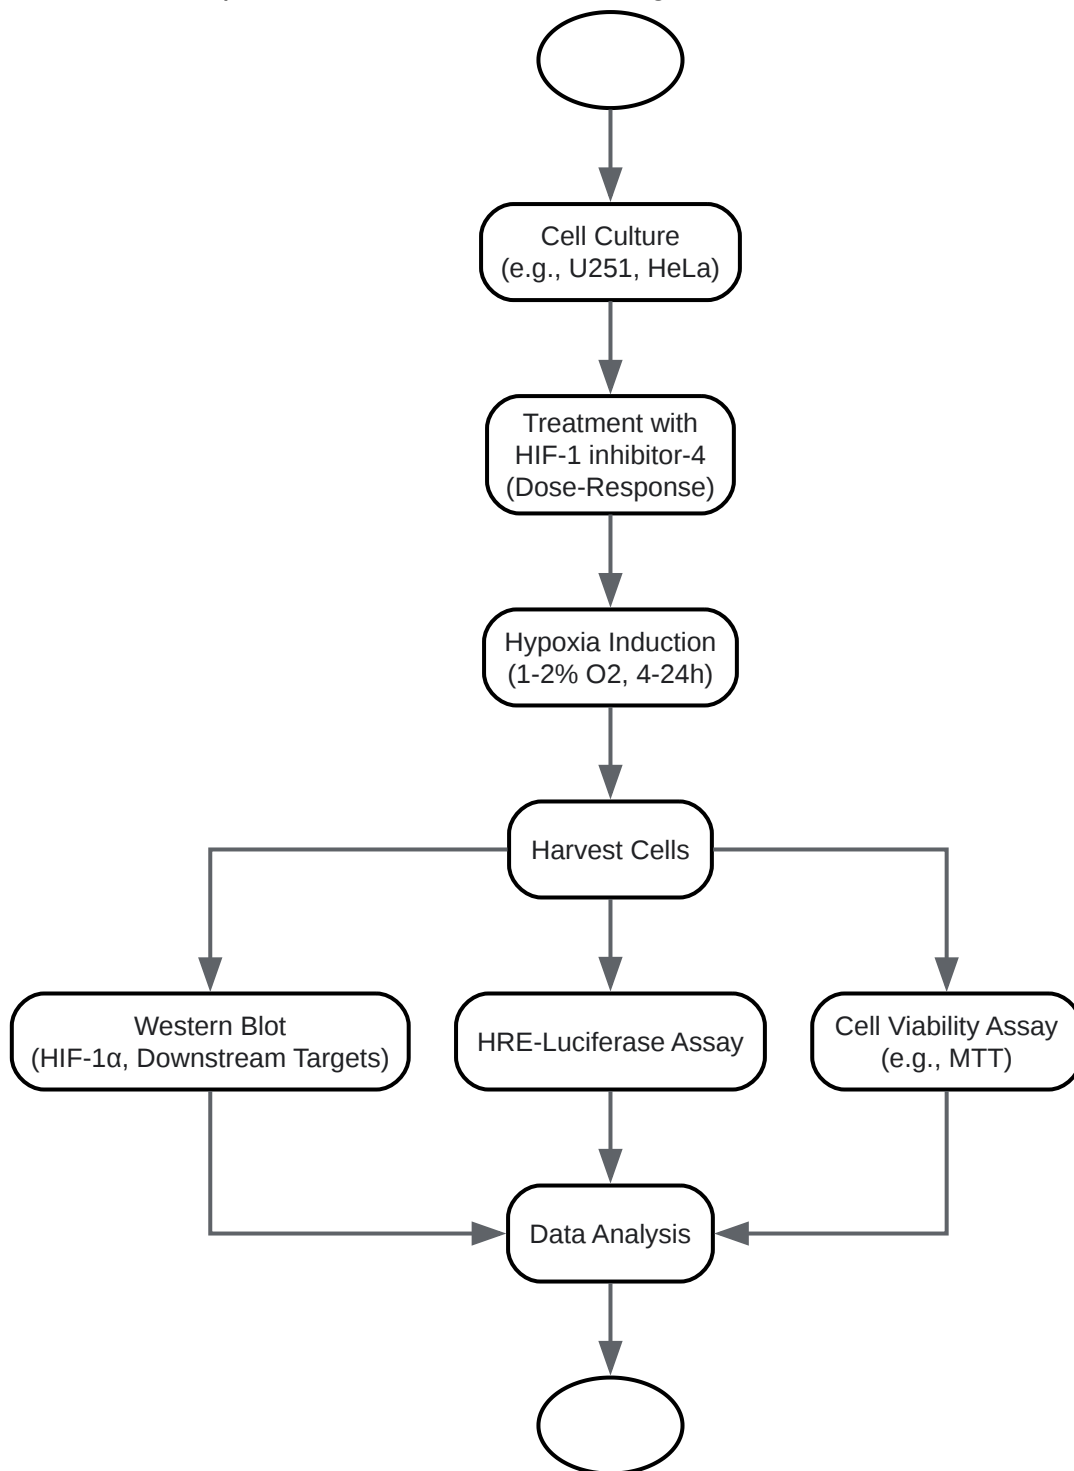 Cell Culture
(e.g., U251, HeLa)
Treatment with
HIF-1 inhibitor-4
(Dose-Response)
Hypoxia Induction
(1-2% O2, 4-24h)
Harvest Cells
Western Blot
(HIF-1α, Downstream Targets)
HRE-Luciferase Assay
Cell Viability Assay
(e.g., MTT)
Data Analysis